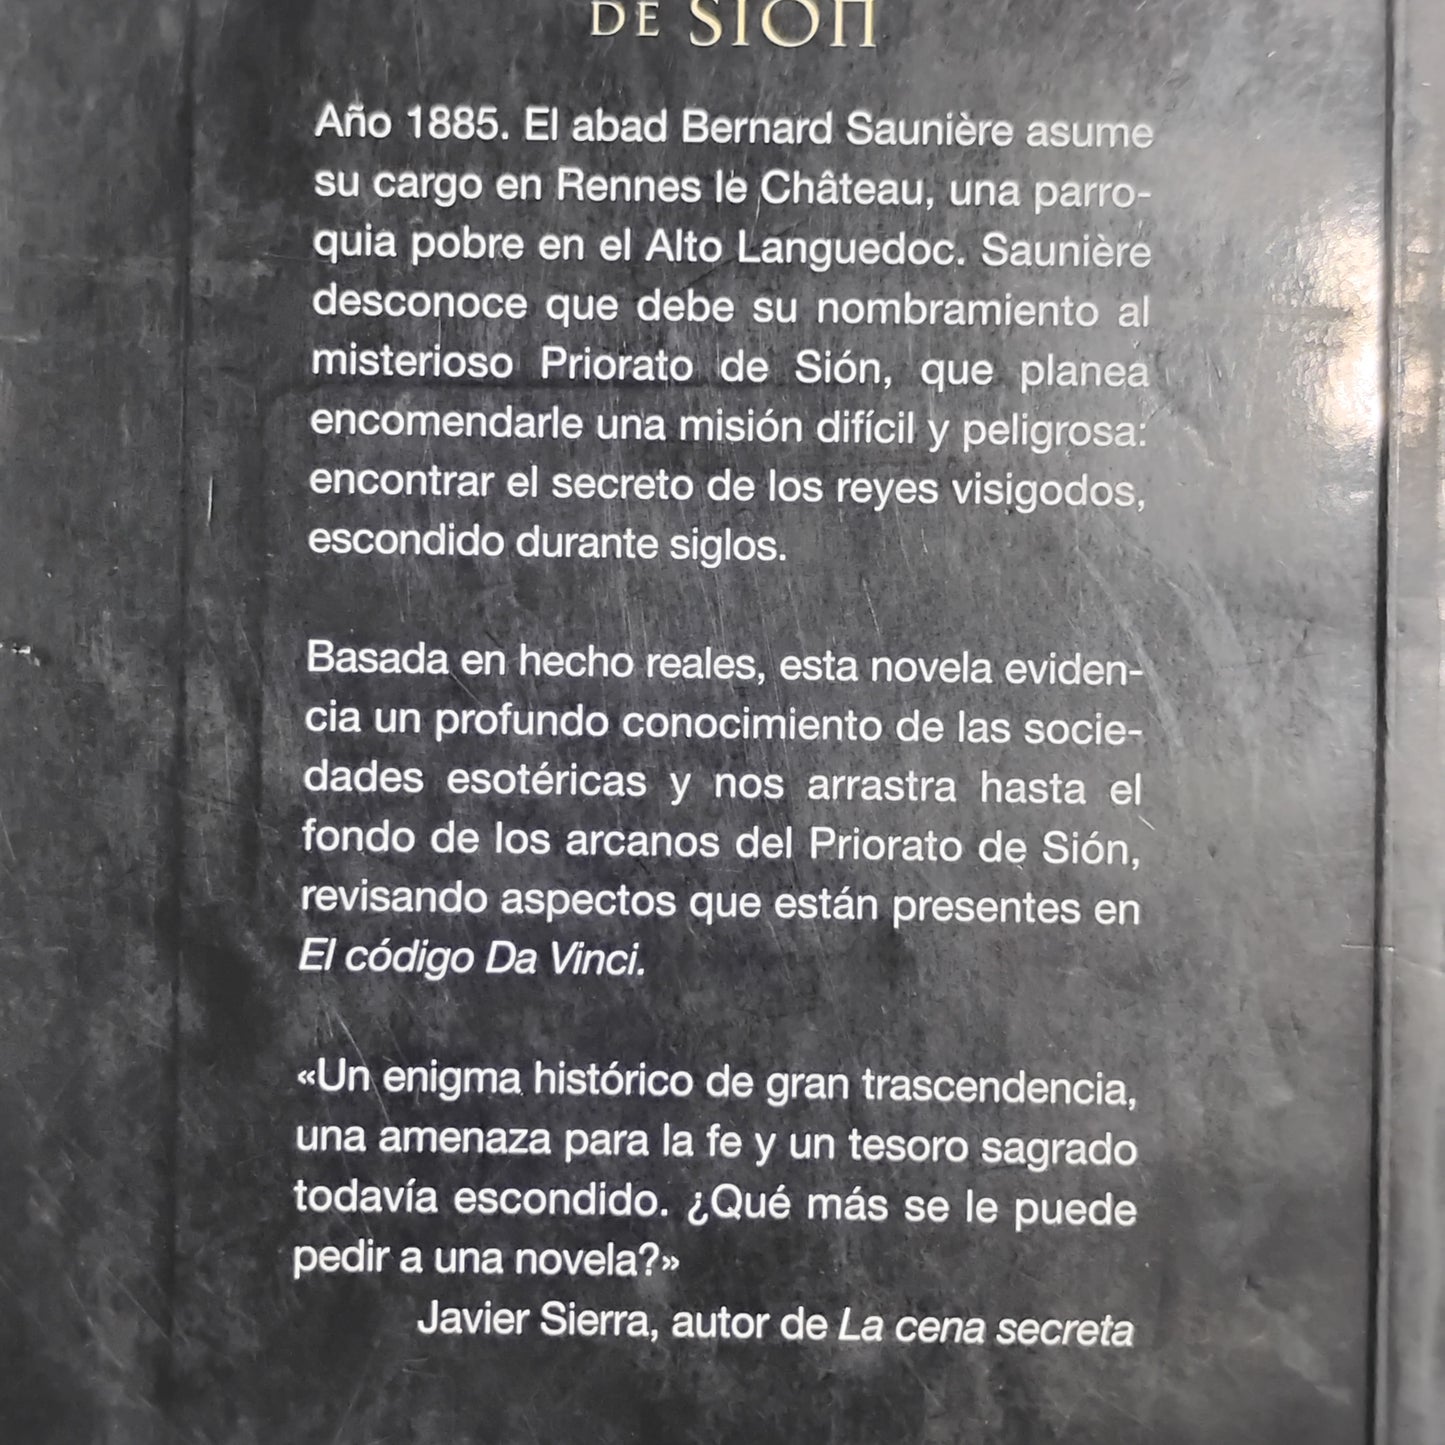 DE SIÓN
Año 1885. El abad Bernard Saunière asume
su cargo en Rennes le Château, una parro-
quia pobre en el Alto Languedoc. Saunière
desconoce que debe su nombramiento al
misterioso Priorato de Sión, que planea
encomendarle una misión difícil y peligrosa:
encontrar el secreto de los reyes visigodos,
escondido durante siglos.
Basada en hecho reales, esta novela eviden-
cia un profundo conocimiento de las socie-
dades esotéricas y nos arrastra hasta el
fondo de los arcanos del Priorato de Sión,
revisando aspectos que están presentes en
El código Da Vinci.
«Un enigma histórico de gran trascendencia,
una amenaza para la fe y un tesoro sagrado
todavía escondido. ¿Qué más se le puede
pedir a una novela?»
Javier Sierra, autor de La cena secreta